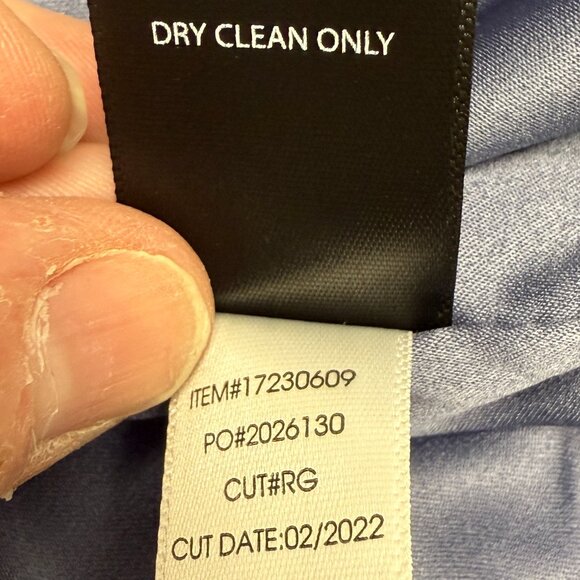 DRY CLEAN ONLY
ITEM#17230609
PO#2026130
CUT#RG
CUT DATE:02/2022